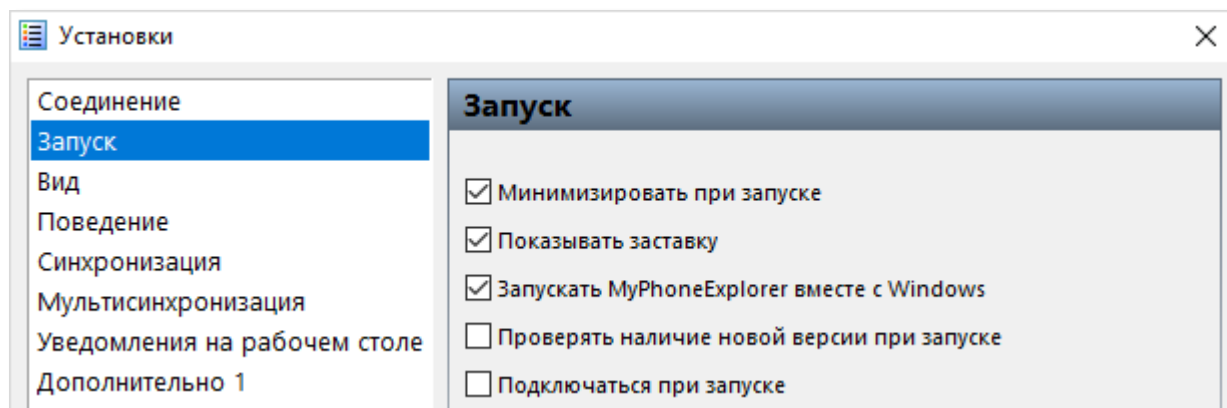 Установки
Соединение
Запуск
Вид
Поведение
Синхронизация
Мультисинхронизация
Уведомления на рабочем столе
Дополнительно 1
Запуск
Минимизировать при запуске
Показывать заставку
Запускать MyPhoneExplorer вместе с Windows
Проверять наличие новой версии при запуске
Подключаться при запуске